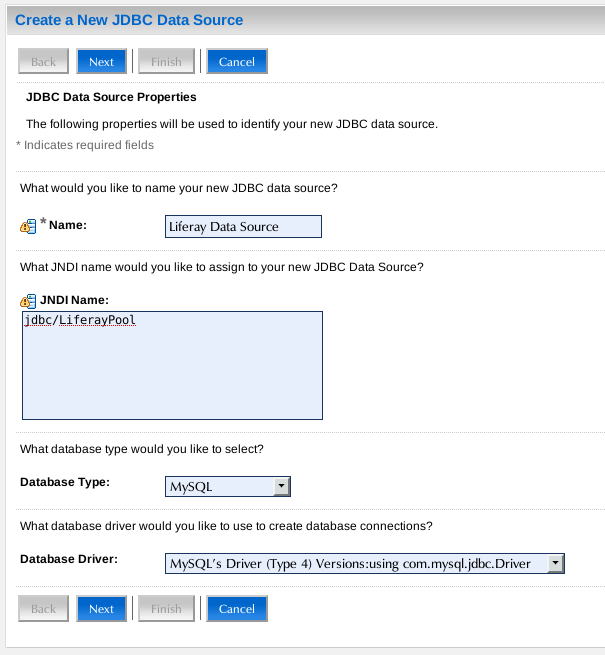 Create a New JDBC Data Source
Back Next Finish Cancel
JDBC Data Source Properties
The following properties will be used to identify your new JDBC data source.
* Indicates required fields
What would you like to name your new JDBC data source?
* Name: Liferay Data Source
What JNDI name would you like to assign to your new JDBC Data Source?
JNDI Name:
jdbc/LiferayPool
What database type would you like to select?
Database Type: MySQL
What database driver would you like to use to create database connections?
Database Driver: MySQL's Driver (Type 4) Versions:using com.mysql.jdbc.Driver
Back Next Finish Cancel